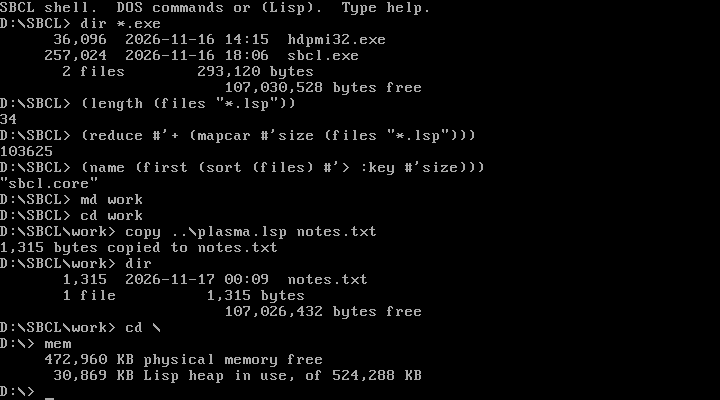 SBCL shell.  DOS commands or (Lisp).  Type help.
D:\SBCL> dir *.exe
      36,096  2026-11-16 14:15  hdpmi32.exe
     257,024  2026-11-16 18:06  sbcl.exe
       2 files         293,120 bytes
                           107,030,528 bytes free
D:\SBCL> (length (files "*.lsp"))
34
D:\SBCL> (reduce #'+ (mapcar #'size (files "*.lsp")))
103625
D:\SBCL> (name (first (sort (files) #'> :key #'size)))
"sbcl.core"
D:\SBCL> md work
D:\SBCL> cd work
D:\SBCL\work> copy ..\plasma.lsp notes.txt
1,315 bytes copied to notes.txt
D:\SBCL\work> dir
       1,315  2026-11-17 00:09  notes.txt
       1 file           1,315 bytes
                           107,026,432 bytes free
D:\SBCL\work> cd \
D:\> mem
     472,960 KB physical memory free
      30,869 KB Lisp heap in use, of 524,288 KB
D:\> _